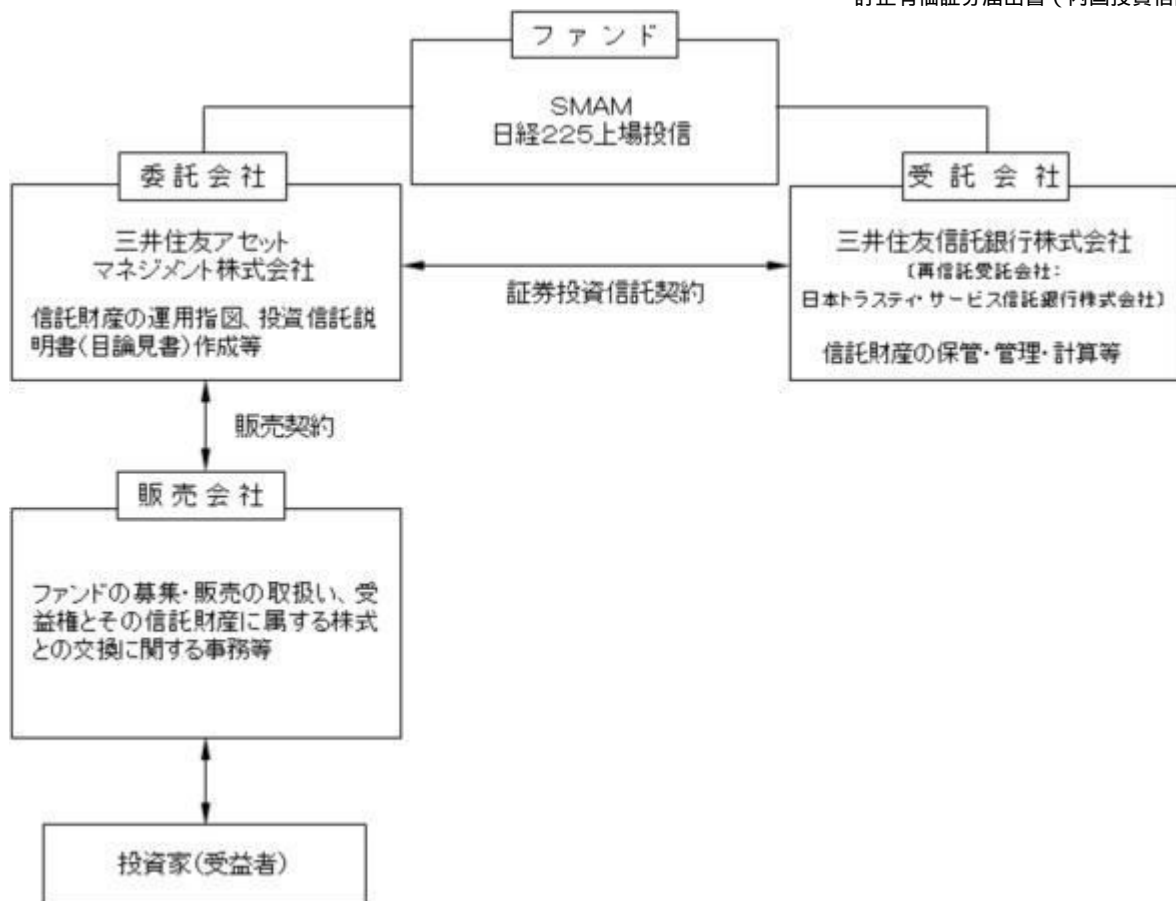 ファンド
SMAM
日経225上場投信
委託会社
三井住友アセット
マネジメント株式会社
信託財産の運用指図、投資信託説
明書(目論見書)作成等
証券投資信託契約
受託会社
三井住友信託銀行株式会社
〔再信託受託会社:
日本トラスティ・サービス信託銀行株式会社〕
信託財産の保管・管理・計算等
販売契約
販売会社
ファンドの募集・販売の取扱い、受
益権とその信託財産に属する株式
との交換に関する事務等
投資家(受益者)